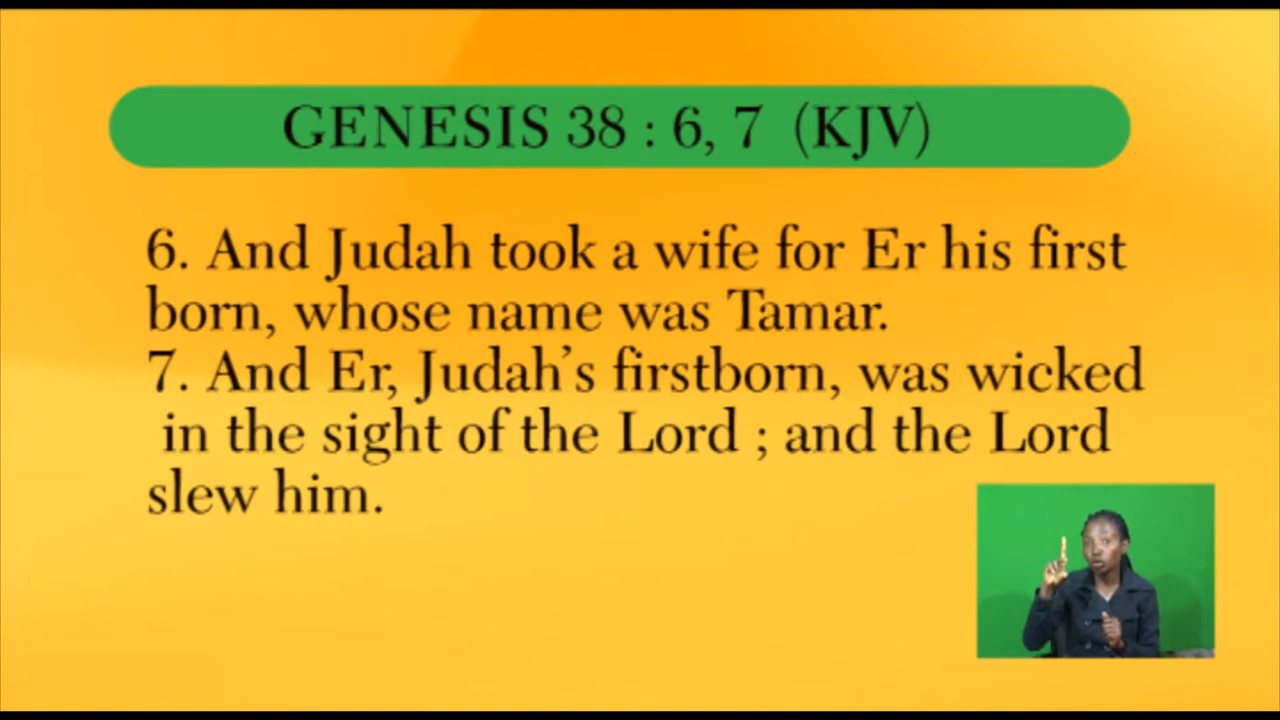 GENESIS 38 : 6, 7 (KJV)
6. And Judah took a wife for Er his first
born, whose name was Tamar.
7. And Er, Judah’s firstborn, was wicked
in the sight of the Lord ; and the Lord
slew him.